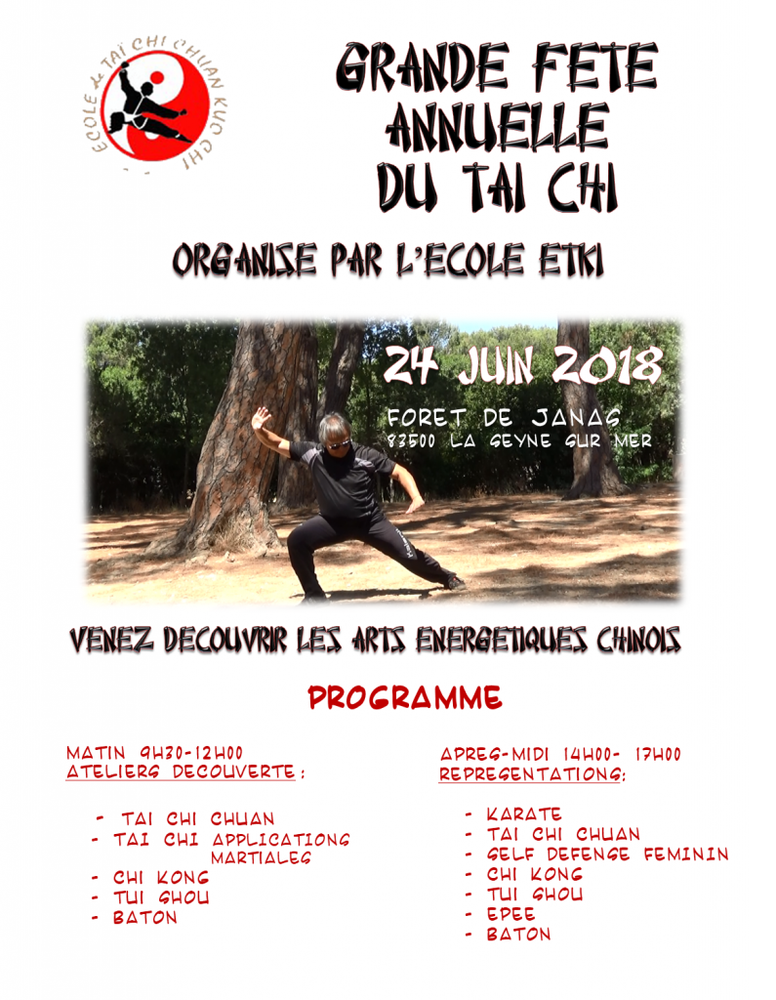 ECOLE de TAÏ CHI CHUAN KUO CHI
GRANDE FETE
ANNUELLE
DU TAI CHI
ORGANISE PAR L'ECOLE ETKI
24 JUIN 2018
FORET DE JANAS
83500 LA SEYNE SUR MER
VENEZ DECOUVRIR LES ARTS ENERGETIQUES CHINOIS
PROGRAMME
MATIN 9H30-12H00
ATELIERS DECOUVERTE :
- TAI CHI CHUAN
- TAI CHI APPLICATIONS
MARTIALES
- CHI KONG
- TUI SHOU
- BATON
APRES-MIDI 14H00- 17H00
REPRESENTATIONS:
- KARATE
- TAI CHI CHUAN
- SELF DEFENSE FEMININ
- CHI KONG
- TUI SHOU
- EPEE
- BATON